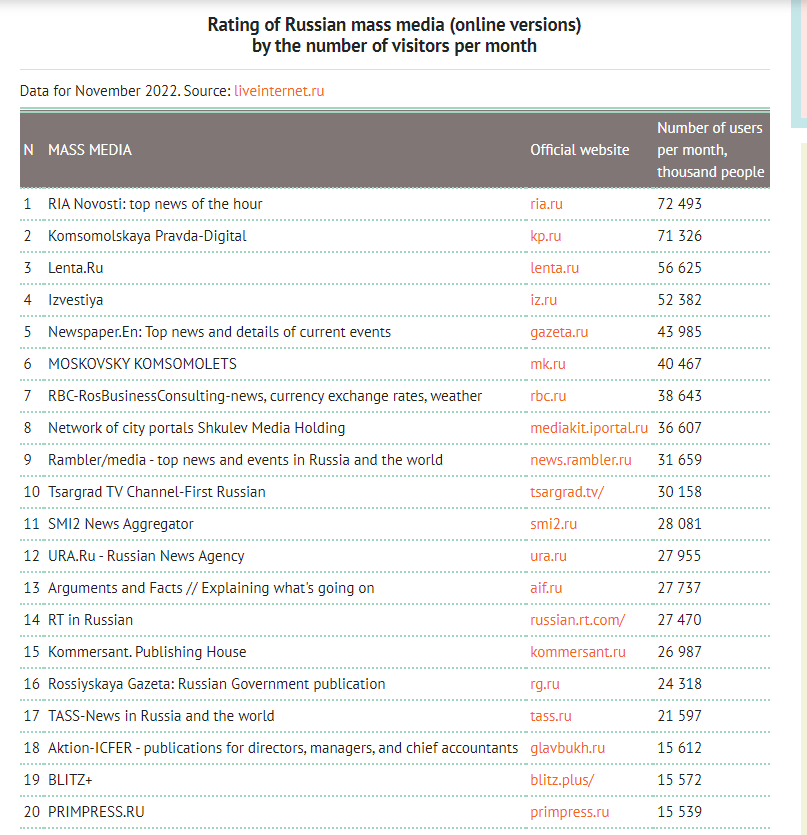 Rating of Russian mass media (online versions)
by the number of visitors per month
Data for November 2022. Source: liveinternet.ru
N MASS MEDIA Official website Number of users per month, thousand people
1 RIA Novosti: top news of the hour ria.ru 72 493
2 Komsomolskaya Pravda-Digital kp.ru 71 326
3 Lenta.Ru lenta.ru 56 625
4 Izvestiya iz.ru 52 382
5 Newspaper.En: Top news and details of current events gazeta.ru 43 985
6 MOSKOVSKY KOMSOMOLETS mk.ru 40 467
7 RBC-RosBusinessConsulting-news, currency exchange rates, weather rbc.ru 38 643
8 Network of city portals Shkulev Media Holding mediakit.iportal.ru 36 607
9 Rambler/media - top news and events in Russia and the world news.rambler.ru 31 659
10 Tsargrad TV Channel-First Russian tsargrad.tv/ 30 158
11 SMI2 News Aggregator smi2.ru 28 081
12 URA.Ru - Russian News Agency ura.ru 27 955
13 Arguments and Facts // Explaining what's going on aif.ru 27 737
14 RT in Russian russian.rt.com/ 27 470
15 Kommersant. Publishing House kommersant.ru 26 987
16 Rossiyskaya Gazeta: Russian Government publication rg.ru 24 318
17 TASS-News in Russia and the world tass.ru 21 597
18 Aktion-ICFER - publications for directors, managers, and chief accountants glavbukh.ru 15 612
19 BLITZ+ blitz.plus/ 15 572
20 PRIMPRESS.RU primpress.ru 15 539